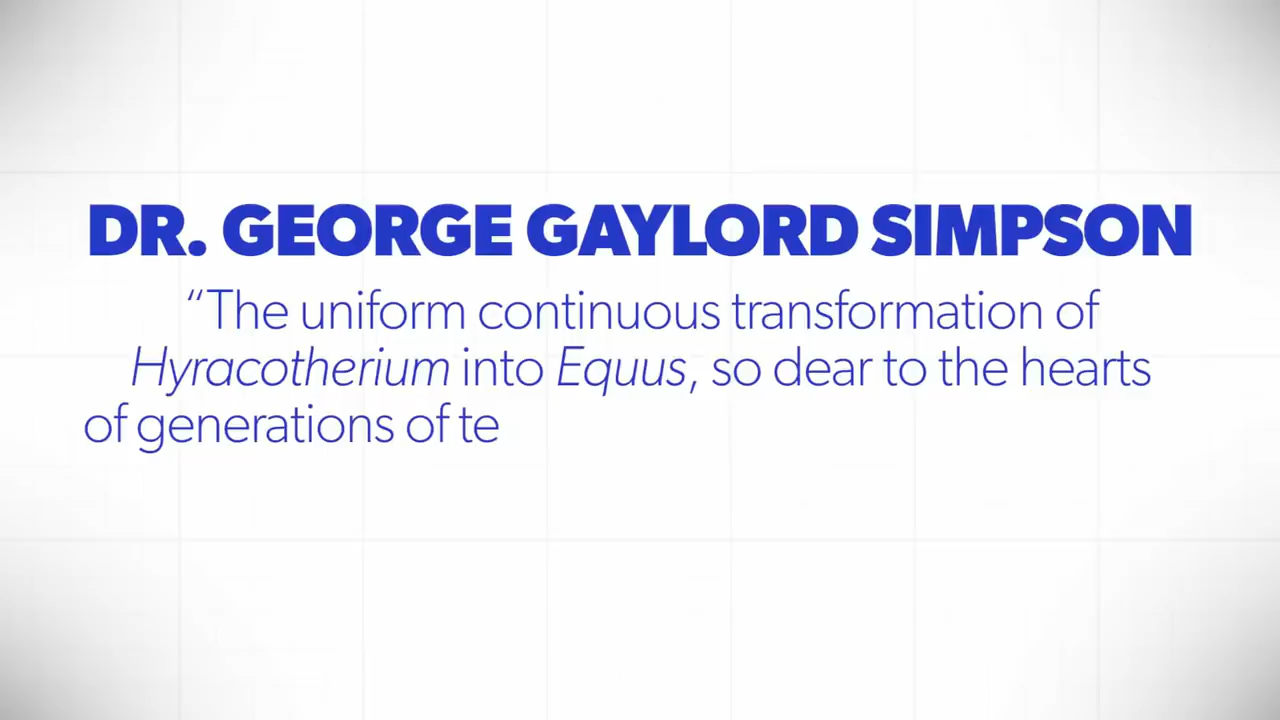 DR. GEORGE GAYLORD SIMPSON
“The uniform continuous transformation of
Hyracotherium into Equus, so dear to the hearts
of generations of te